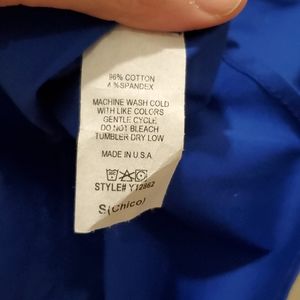 96% COTTON
4 %SPANDEX
MACHINE WASH COLD
WITH LIKE COLORS
GENTLE CYCLE
DO NOT BLEACH
TUMBLER DRY LOW
MADE IN U.S.A
STYLE# Y12862
S(Chico)